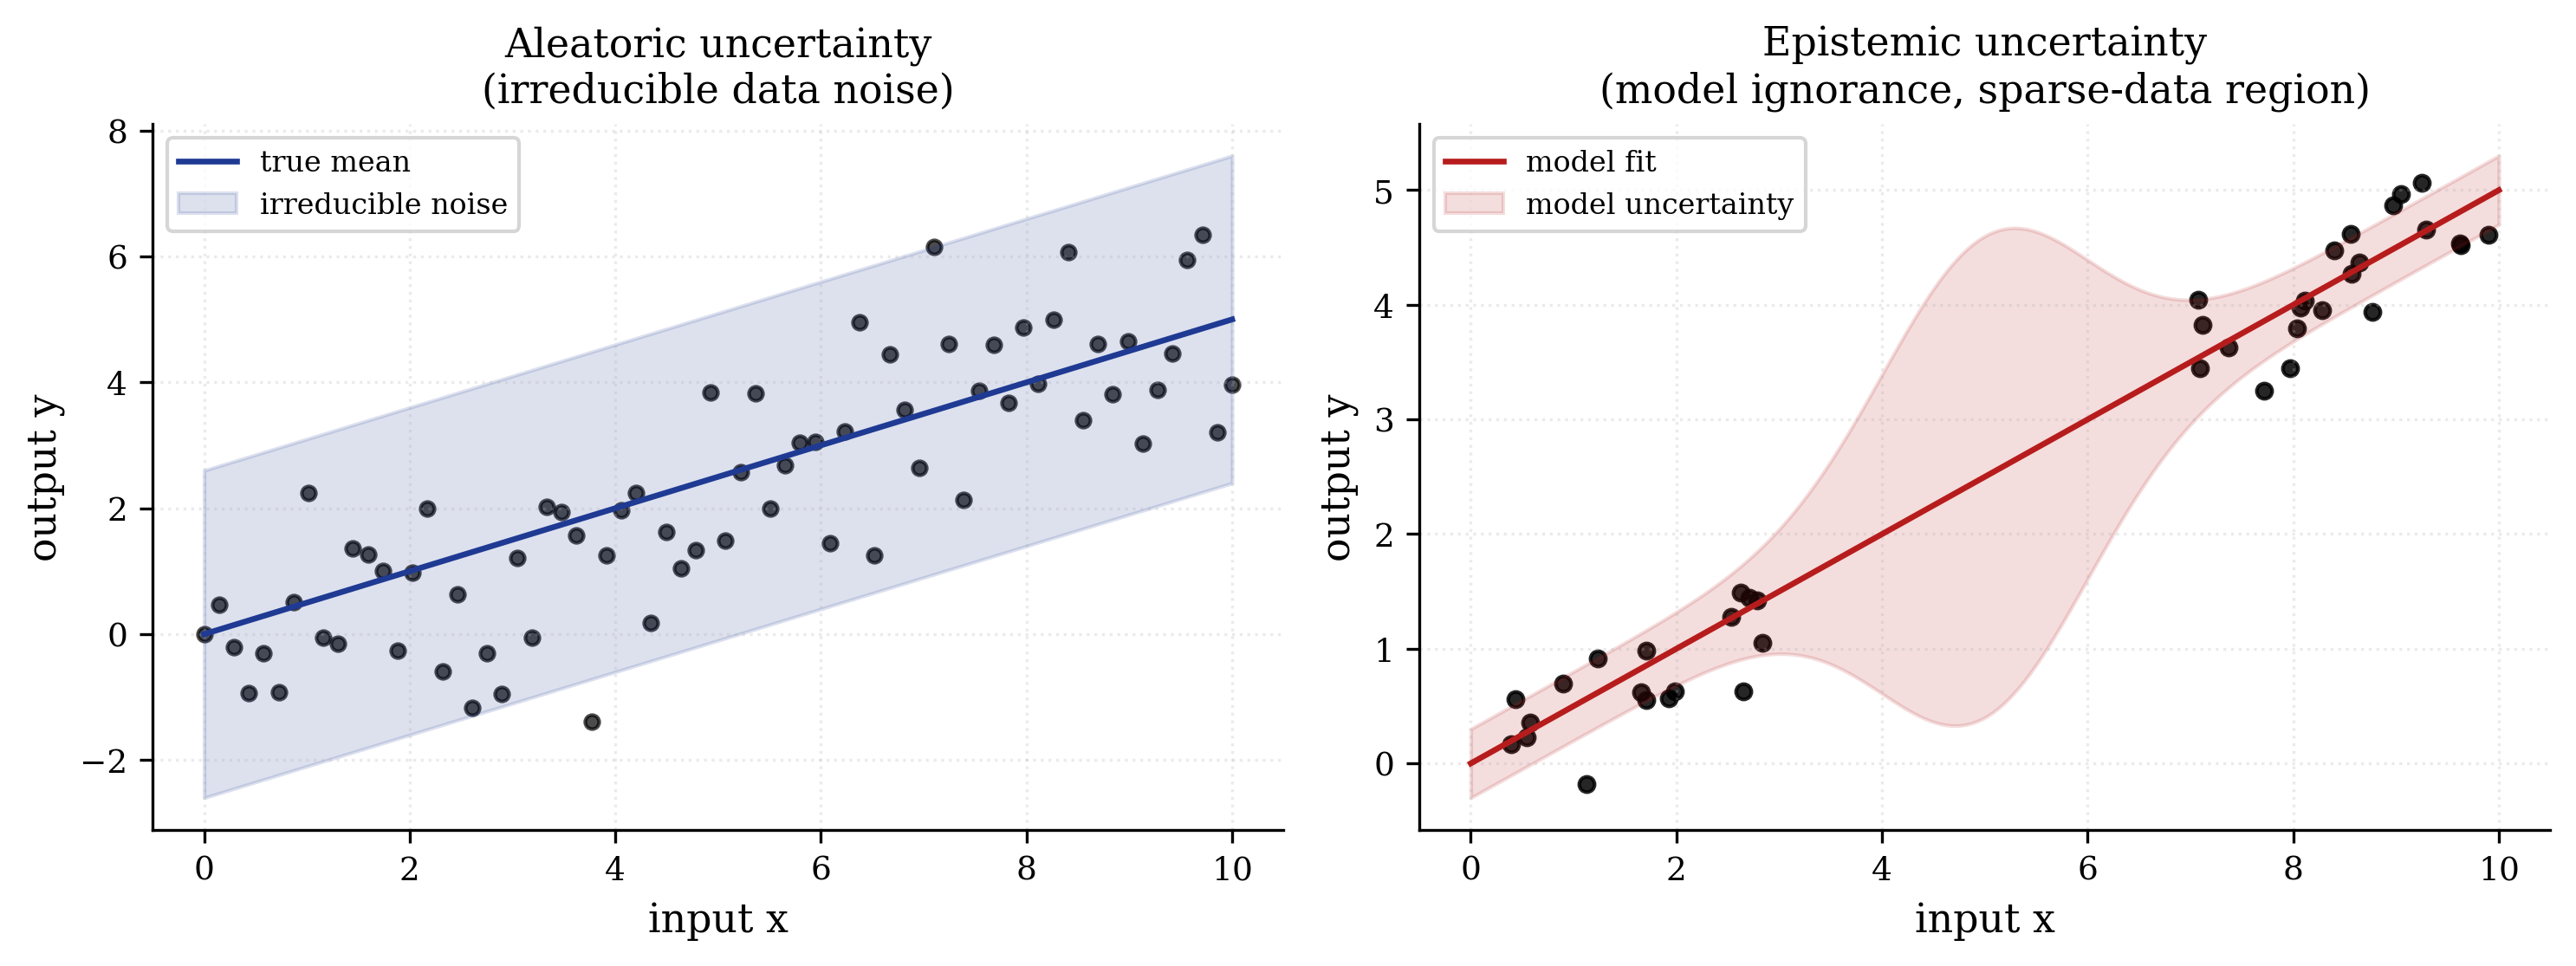 Aleatoric uncertainty
(irreducible data noise)
true mean
irreducible noise
8
6
4
2
0
−2
output y
0 2 4 6 8 10
input x
Epistemic uncertainty
(model ignorance, sparse-data region)
model fit
model uncertainty
5
4
3
2
1
0
output y
0 2 4 6 8 10
input x